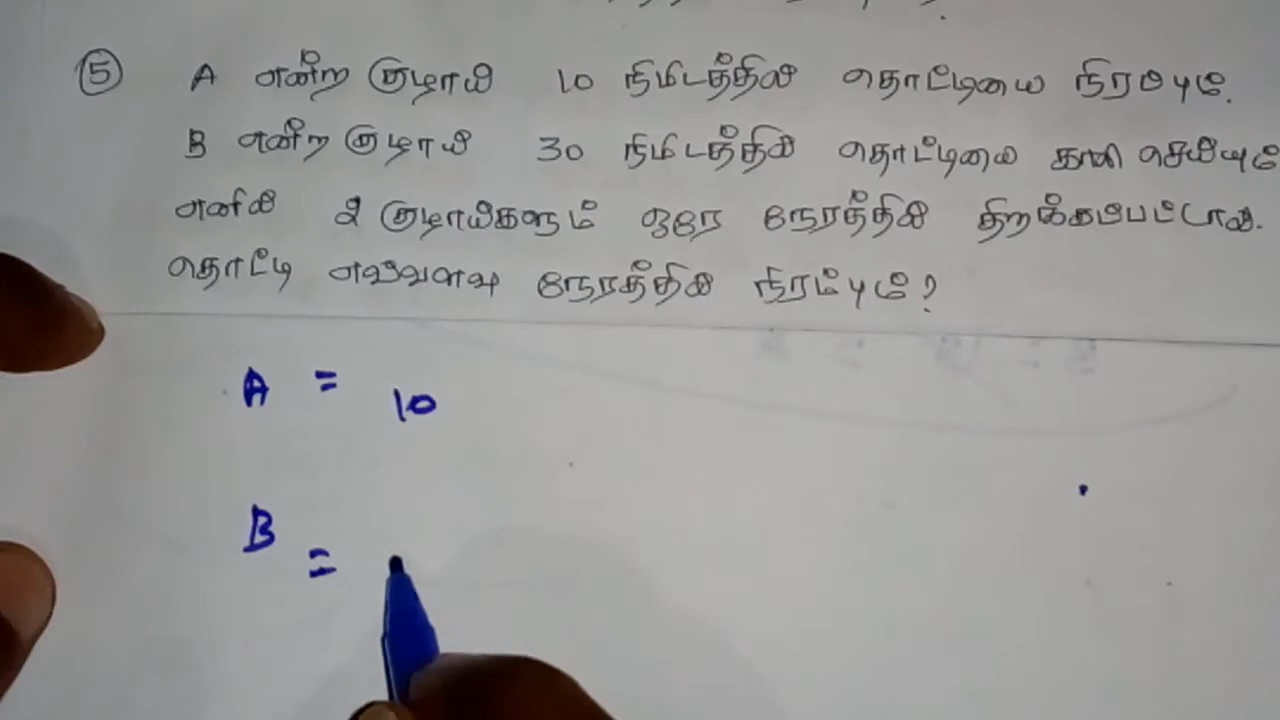 5 A என்ற குழாய் 10 நிமிடத்தில் தொட்டியை நிரம்பும்.
B என்ற குழாய் 30 நிமிடத்தில் தொட்டியை காலி செய்யும்
எனில் 2 குழாய்களும் ஒரே நேரத்தில் திறக்கப்பட்டால்.
தொட்டி எவ்வளவு நேரத்தில் நிரம்பும்?
A = 10
B =